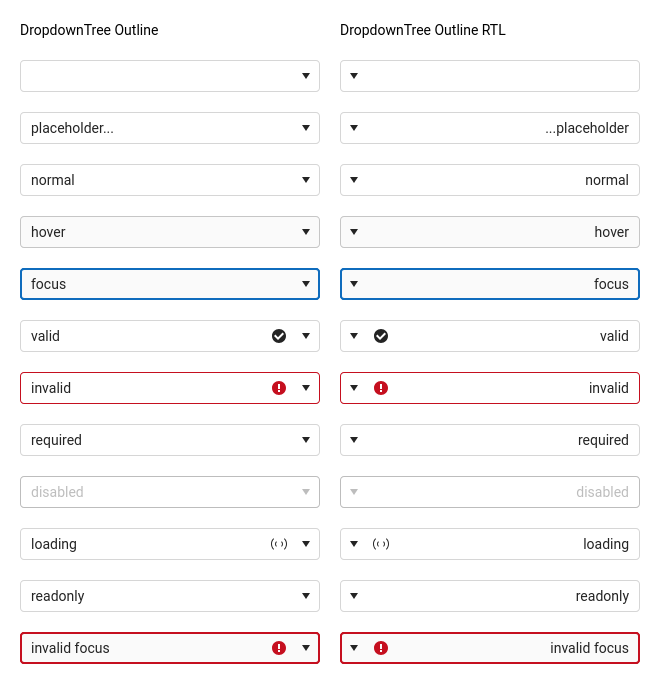 DropdownTree Outline
DropdownTree Outline RTL
placeholder...
...placeholder
normal
normal
hover
hover
focus
focus
valid
valid
invalid
invalid
required
required
disabled
disabled
loading
loading
readonly
readonly
invalid focus
invalid focus